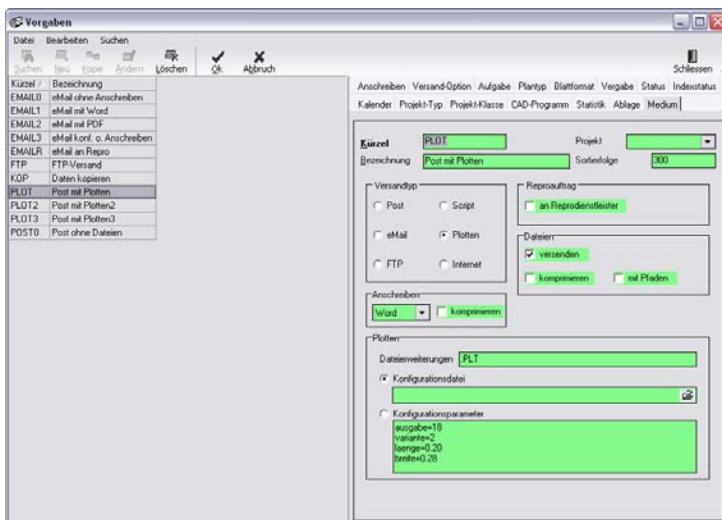 Vorgaben
Datei Bearbeiten Suchen
Suchen Neu Kopie Ändern Löschen Ok Abbruch Schliessen
Kürzel / Bezeichnung
EMAIL0 eMail ohne Anschreiben
EMAIL1 eMail mit Word
EMAIL2 eMail mit PDF
EMAIL3 eMail konf. o. Anschreiben
EMAILR eMail an Repro
FTP FTP-Versand
KOP Daten kopieren
PLOT Post mit Plotten
PLOT2 Post mit Plotten2
PLOT3 Post mit Plotten3
POST0 Post ohne Dateien
Anschreiben Versand-Option Aufgabe Plantyp Blattformat Vergabe Status Indexstatus
Kalender Projekt-Typ Projekt-Klasse CAD-Programm Statistik Ablage Medium
Kürzel PLOT Projekt
Bezeichnung Post mit Plotten Sortierfolge 300
Versandtyp
Post Script
eMail Plotten
FTP Internet
Reproauftrag
an Reprodienstleister
Dateien
versenden
komprimieren mit Pfaden
Anschreiben
Word komprimieren
Plotten
Dateierweiterungen .PLT
Konfigurationsdatei
Konfigurationsparameter
ausgabe=18
variante=2
laenge=0.20
breite=0.28